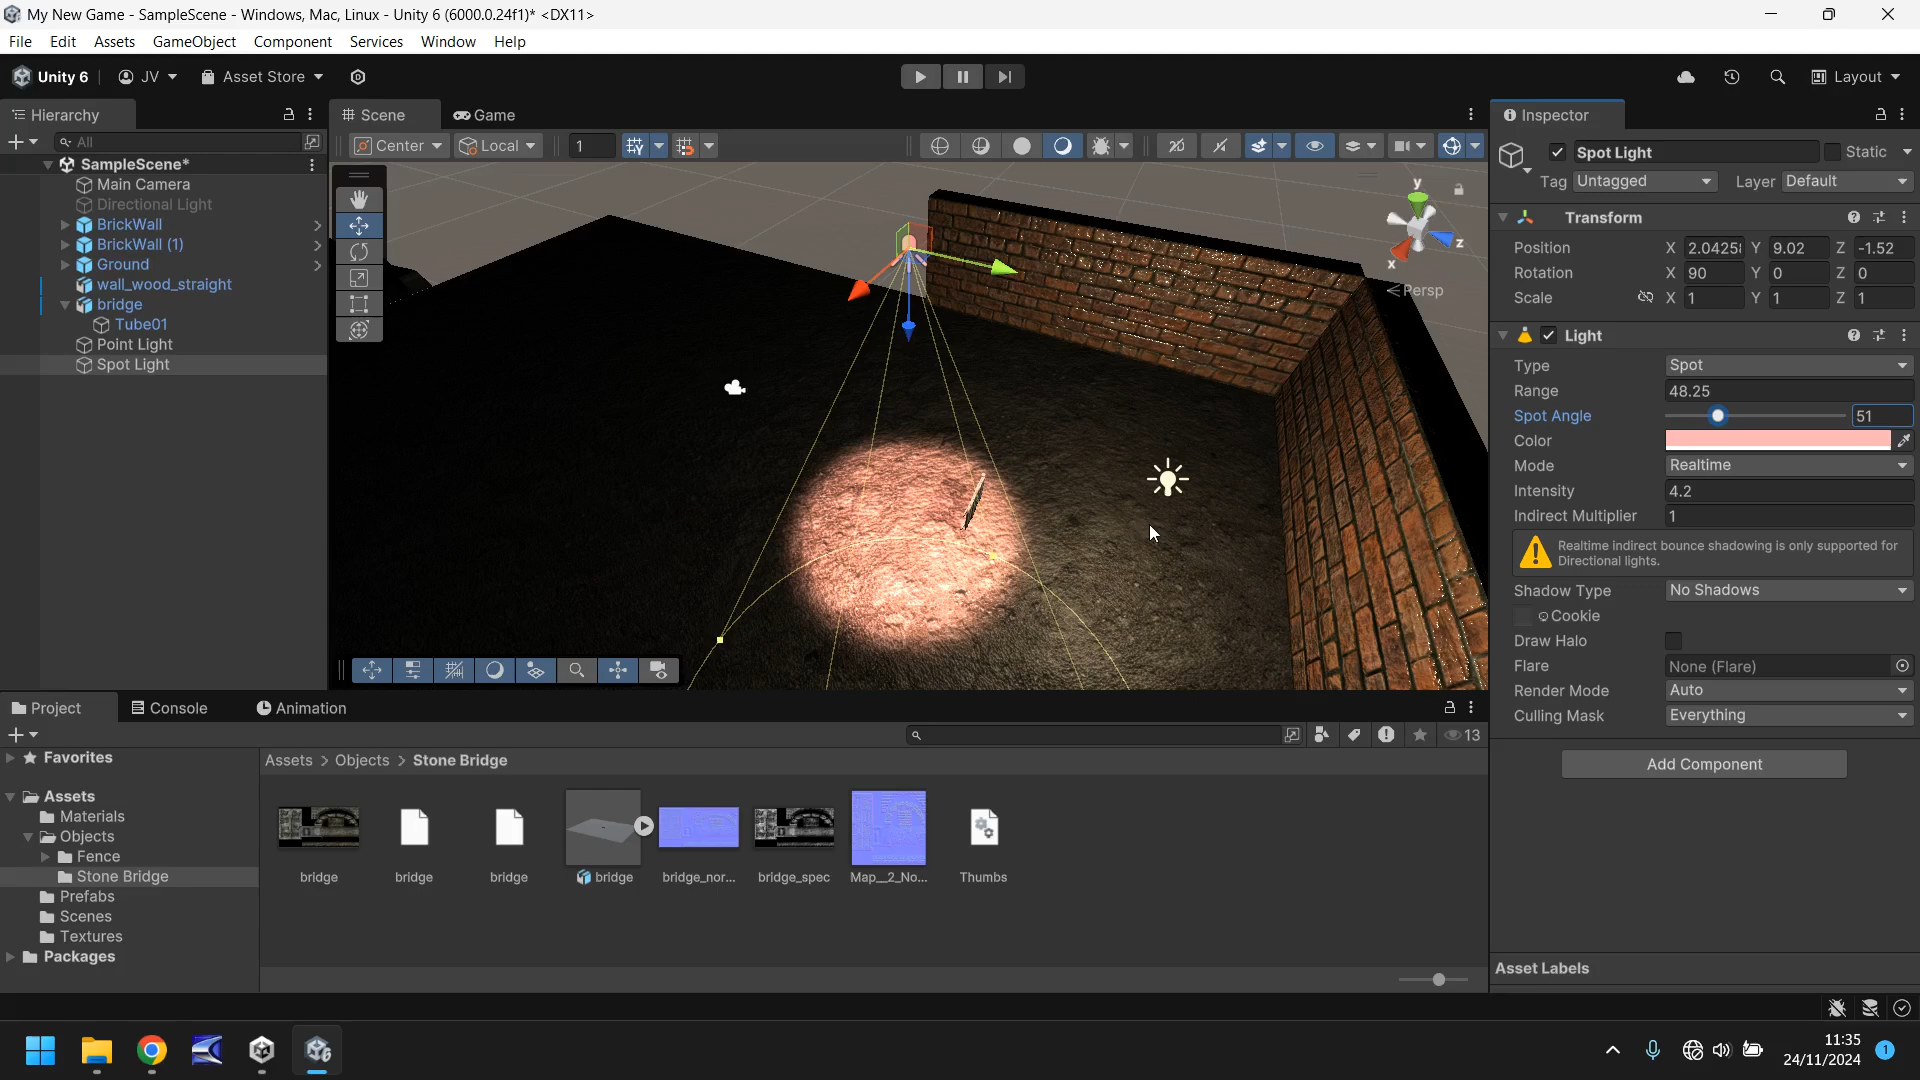 My New Game - SampleScene - Windows, Mac, Linux - Unity 6 (6000.0.24f1)* <DX11>
File Edit Assets GameObject Component Services Window Help
Unity 6 JV Asset Store Layout
Hierarchy
All
SampleScene*
Main Camera
Directional Light
BrickWall
BrickWall (1)
Ground
wall_wood_straight
bridge
Tube01
Point Light
Spot Light
Scene Game
Center Local 1
y
z
x
Persp
Inspector
Spot Light Static
Tag Untagged Layer Default
Transform
Position X 2.0425 Y 9.02 Z -1.52
Rotation X 90 Y 0 Z 0
Scale X 1 Y 1 Z 1
Light
Type Spot
Range 48.25
Spot Angle 51
Color
Mode Realtime
Intensity 4.2
Indirect Multiplier 1
Realtime indirect bounce shadowing is only supported for
Directional lights.
Shadow Type No Shadows
Cookie
Draw Halo
Flare None (Flare)
Render Mode Auto
Culling Mask Everything
Add Component
Asset Labels
Project Console Animation
13
Favorites
Assets
Materials
Objects
Fence
Stone Bridge
Prefabs
Scenes
Textures
Packages
Assets > Objects > Stone Bridge
bridge bridge bridge bridge bridge_nor... bridge_spec Map__2_No... Thumbs
11:35
24/11/2024
1